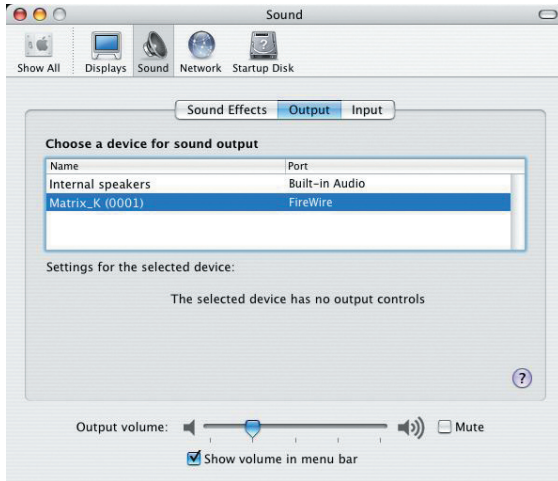 Sound
Show All Displays Sound Network Startup Disk
Sound Effects Output Input
Choose a device for sound output
Name Port
Internal speakers Built-in Audio
Matrix_K (0001) FireWire
Settings for the selected device:
The selected device has no output controls
?
Output volume: Mute
Show volume in menu bar